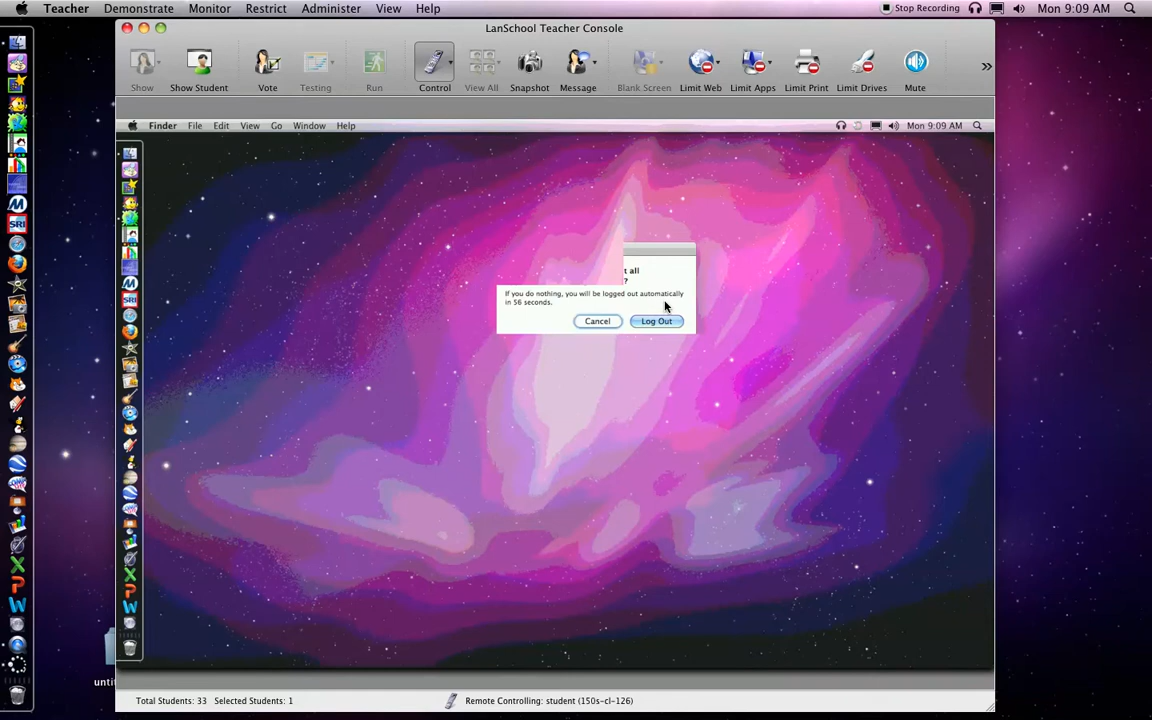 Teacher Demonstrate Monitor Restrict Administer View Help Stop Recording Mon 9:09 AM
LanSchool Teacher Console
Show Show Student Vote Testing Run Control View All Snapshot Message Blank Screen Limit Web Limit Apps Limit Print Limit Drives Mute
Finder File Edit View Go Window Help Mon 9:09 AM
t all
?
If you do nothing, you will be logged out automatically
in 56 seconds.
Cancel Log Out
SRI
SRI
untit
Total Students: 33 Selected Students: 1 Remote Controlling: student (150s-cl-126)